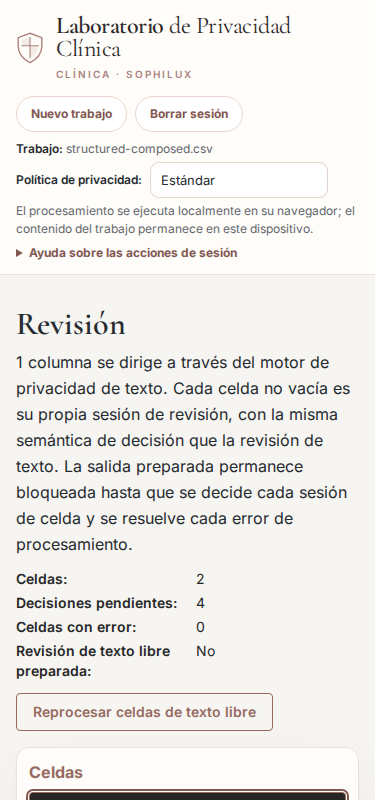 Laboratorio de Privacidad
Clínica
CLÍNICA · SOPHILUX
Nuevo trabajo
Borrar sesión
Trabajo: structured-composed.csv
Política de privacidad: Estándar
El procesamiento se ejecuta localmente en su navegador; el
contenido del trabajo permanece en este dispositivo.
Ayuda sobre las acciones de sesión
Revisión
1 columna se dirige a través del motor de
privacidad de texto. Cada celda no vacía es
su propia sesión de revisión, con la misma
semántica de decisión que la revisión de
texto. La salida preparada permanece
bloqueada hasta que se decide cada sesión
de celda y se resuelve cada error de
procesamiento.
Celdas: 2
Decisiones pendientes: 4
Celdas con error: 0
Revisión de texto libre No
preparada:
Reprocesar celdas de texto libre
Celdas